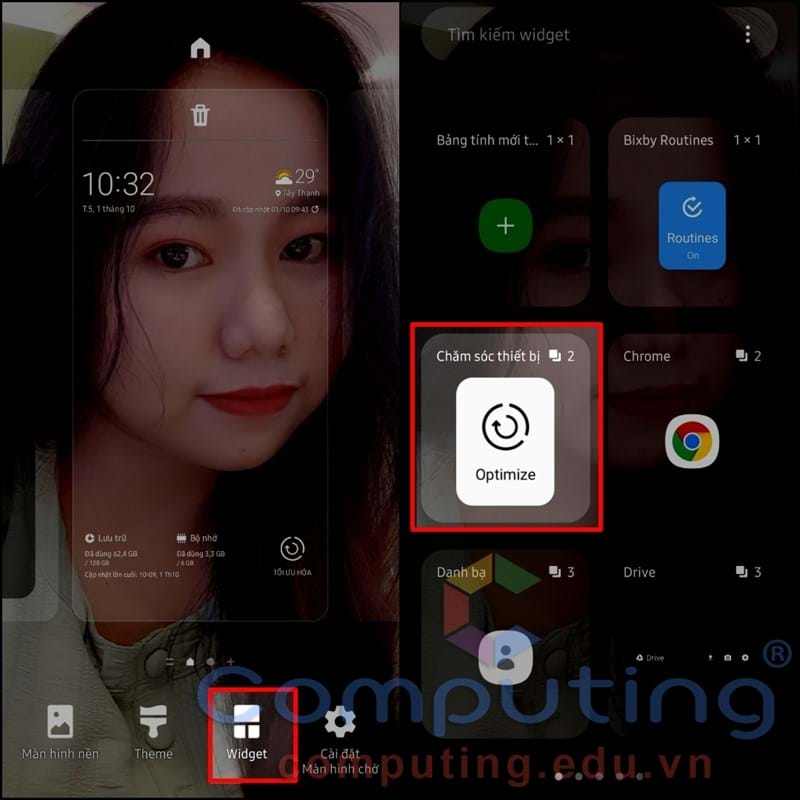 10:32
29°
Tây Thạnh
T.5, 1 tháng 10
Đã cập nhật 01/10 09:43
Lưu trữ
Bộ nhớ
Đã dùng 62,4 GB
/ 128 GB
Đã dùng 3,3 GB
/ 6 GB
Cập nhật lần cuối: 10:09, 1 Th10
TỐI ƯU HÓA
Màn hình nền
Theme
Widget
Cài đặt
Màn hình chờ
Tìm kiếm widget
Bảng tính mới t... 1 × 1
Bixby Routines 1 × 1
Routines
On
Chăm sóc thiết bị 2
Optimize
Chrome 2
Danh bạ 3
Drive 3
Drive
Computing ®
computing.edu.vn